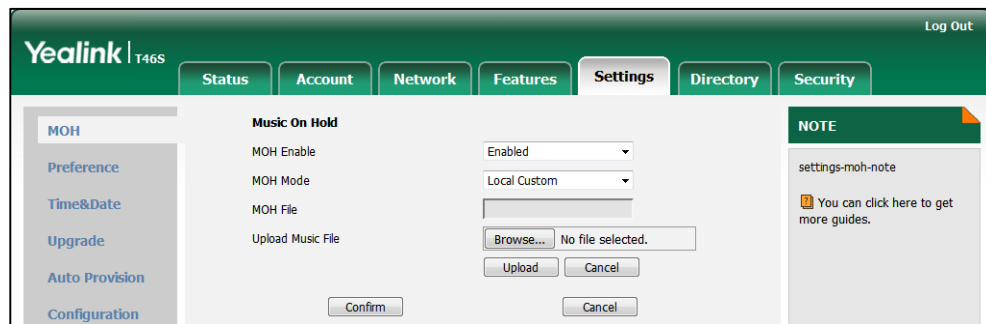 Log Out
Yealink | T46S
Status Account Network Features Settings Directory Security
MOH
Preference
Time&Date
Upgrade
Auto Provision
Configuration
Music On Hold
MOH Enable Enabled
MOH Mode Local Custom
MOH File
Upload Music File Browse... No file selected.
Upload Cancel
Confirm Cancel
NOTE
settings-moh-note
? You can click here to get
more guides.